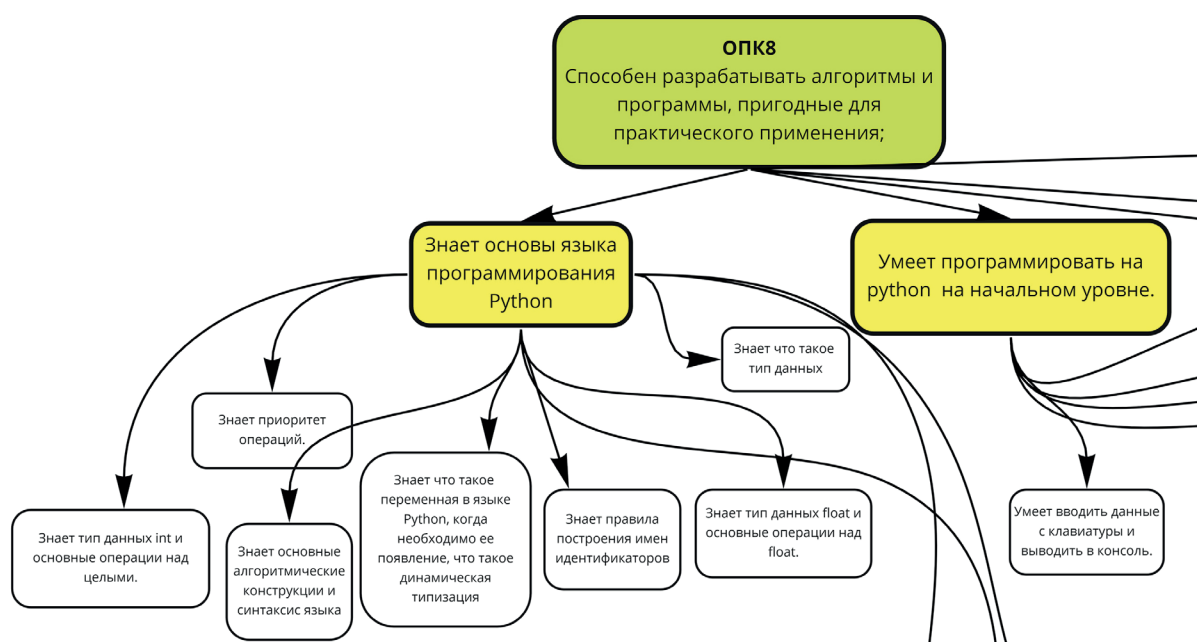 ОПК8
Способен разрабатывать алгоритмы и
программы, пригодные для
практического применения;
Знает основы языка
программирования
Python
Умеет программировать на
python на начальном уровне.
Знает что такое
тип данных
Знает приоритет
операций.
Знает тип данных int и
основные операции над
целыми.
Знает основные
алгоритмические
конструкции и
синтаксис языка
Знает что такое
переменная в языке
Python, когда
необходимо ее
появление, что такое
динамическая
типизация
Знает правила
построения имен
идентификаторов
Знает тип данных float и
основные операции над
float.
Умеет вводить данные
с клавиатуры и
выводить в консоль.